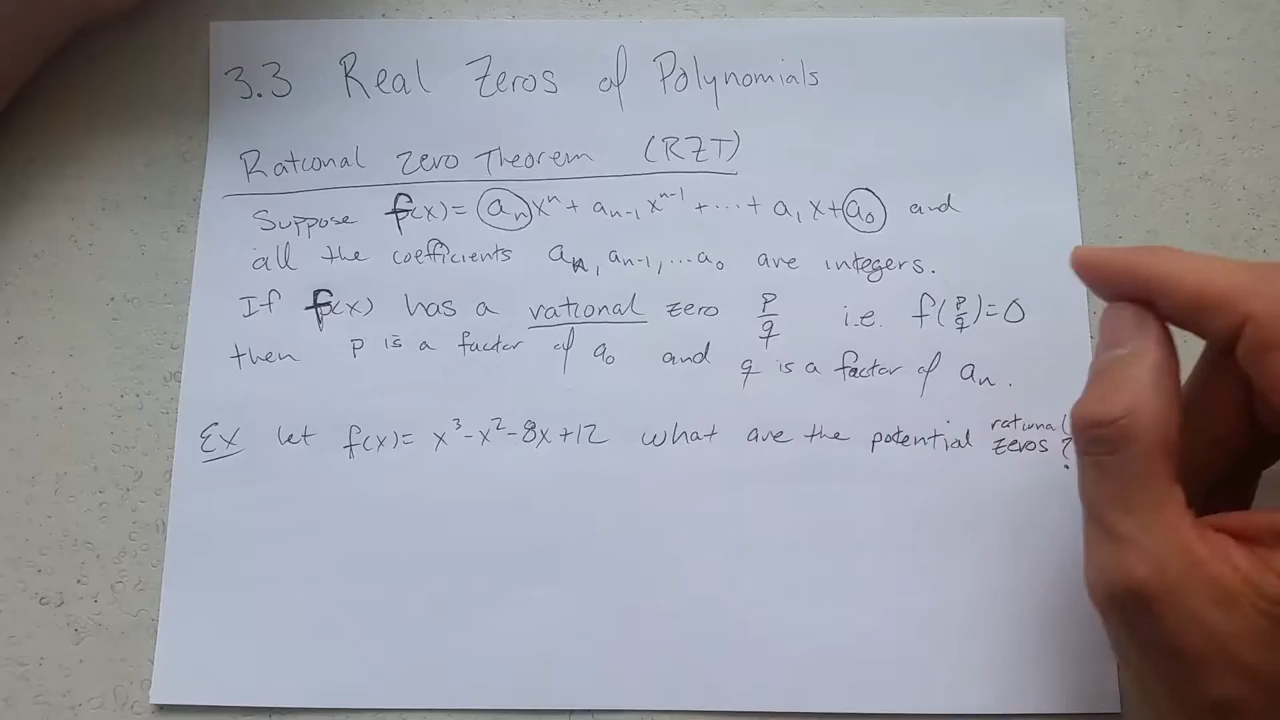 3.3 Real Zeros of Polynomials
Rational Zero Theorem (RZT)
Suppose f(x)= aₙxⁿ + aₙ₋₁xⁿ⁻¹ + ... + a₁x + a₀ and
all the coefficients aₙ, aₙ₋₁, ... a₀ are integers.
If f(x) has a rational zero p/q i.e. f(p/q)=0
then p is a factor of a₀ and q is a factor of aₙ.
Ex let f(x)= x³-x²-8x+12 what are the potential rational zeros?